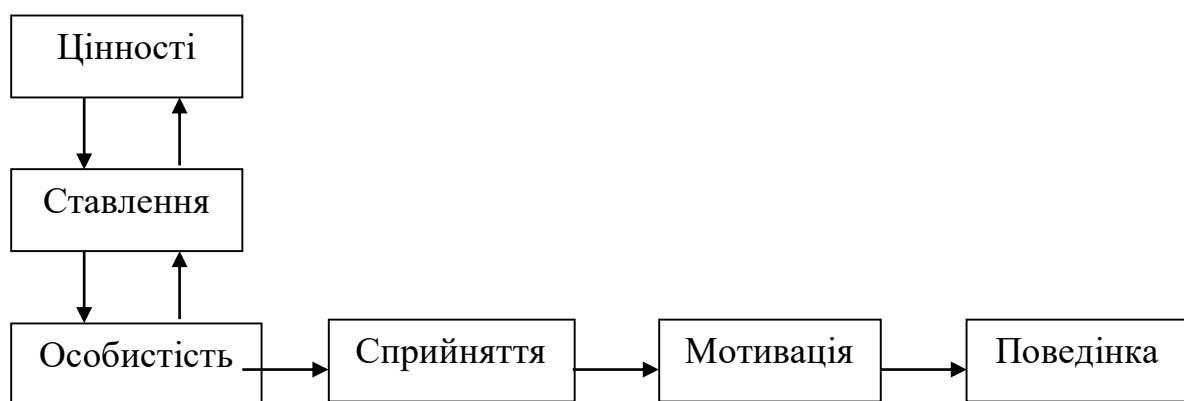 Цінності
Ставлення
Особистість
Сприйняття
Мотивація
Поведінка